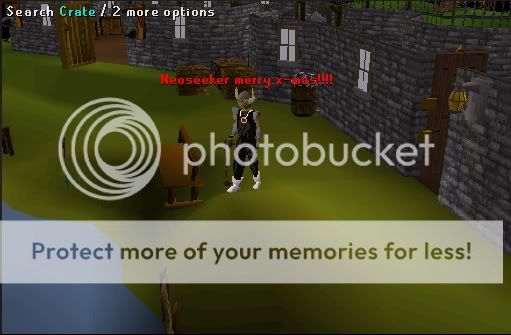 Search Crate / 2 more options
Neoseeker merry x-mas!!!!
photobucket
Protect more of your memories for less!